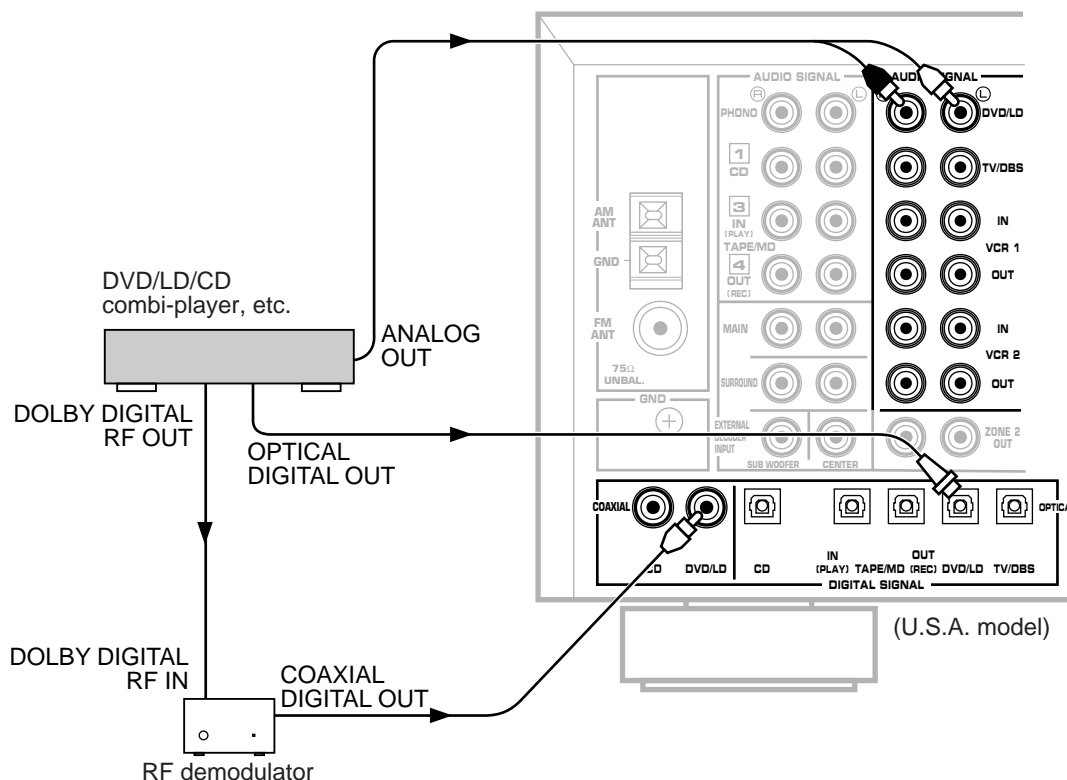 AUDIO SIGNAL
R
L
PHONO
1
CD
3
IN
(PLAY)
TAPE/MD
4
OUT
(REC)
MAIN
SURROUND
EXTERNAL
DECODER
INPUT
SUB WOOFER
CENTER
SIGNAL
L
DVD/LD
TV/DBS
IN
VCR 1
OUT
IN
VCR 2
OUT
ZONE 2
OUT
AM
ANT
GND
FM
ANT
75Ω
UNBAL.
GND
DVD/LD/CD
combi-player, etc.
ANALOG
OUT
DOLBY DIGITAL
RF OUT
OPTICAL
DIGITAL OUT
COAXIAL
DVD/LD
CD
IN
(PLAY)
TAPE/MD
OUT
(REC)
DVD/LD
TV/DBS
DIGITAL SIGNAL
(U.S.A. model)
DOLBY DIGITAL
RF IN
COAXIAL
DIGITAL OUT
RF demodulator